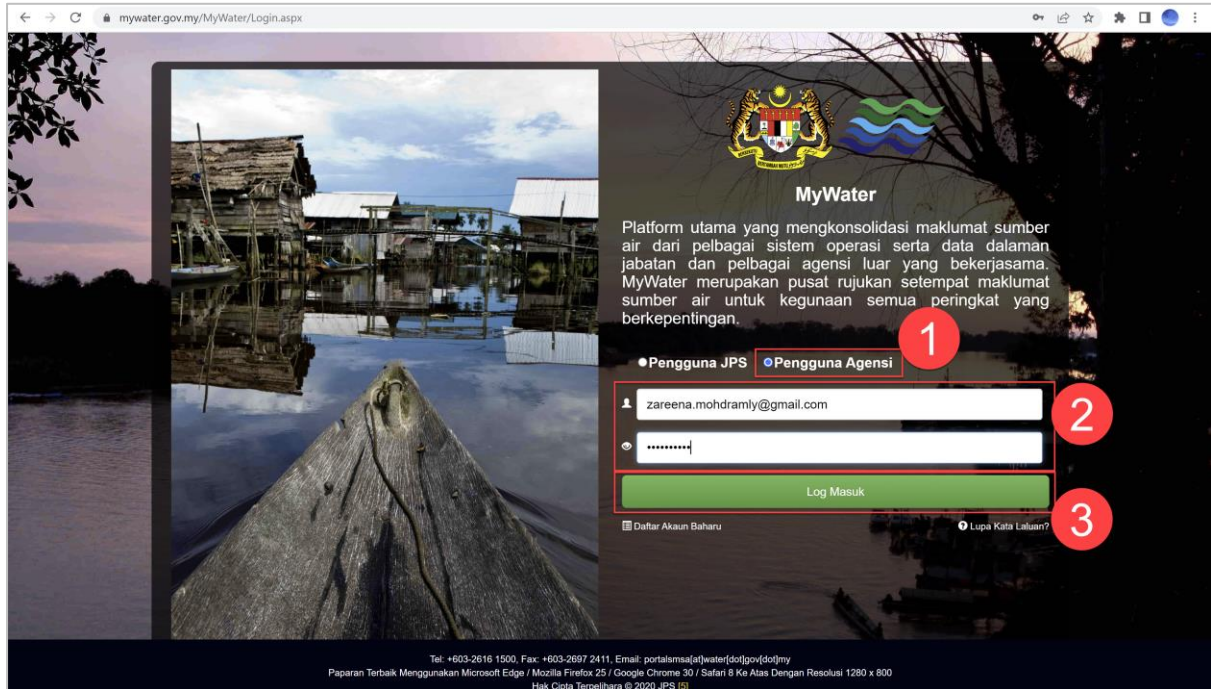 mywater.gov.my/MyWater/Login.aspx
MyWater
Platform utama yang mengkonsolidasi maklumat sumber
air dari pelbagai sistem operasi serta data dalaman
jabatan dan pelbagai agensi luar yang bekerjasama.
MyWater merupakan pusat rujukan setempat maklumat
sumber air untuk kegunaan semua peringkat yang
berkepentingan.
1
Pengguna JPS Pengguna Agensi
zareena.mohdramly@gmail.com
2
••••••••••
Log Masuk
3
Daftar Akaun Baharu Lupa Kata Laluan?
Tel: +603-2616 1500, Fax: +603-2697 2411, Email: portalsmsa[at]water[dot]gov[dot]my
Paparan Terbaik Menggunakan Microsoft Edge / Mozilla Firefox 25 / Google Chrome 30 / Safari 8 Ke Atas Dengan Resolusi 1280 x 800
Hak Cipta Terpelihara © 2020 JPS [5]